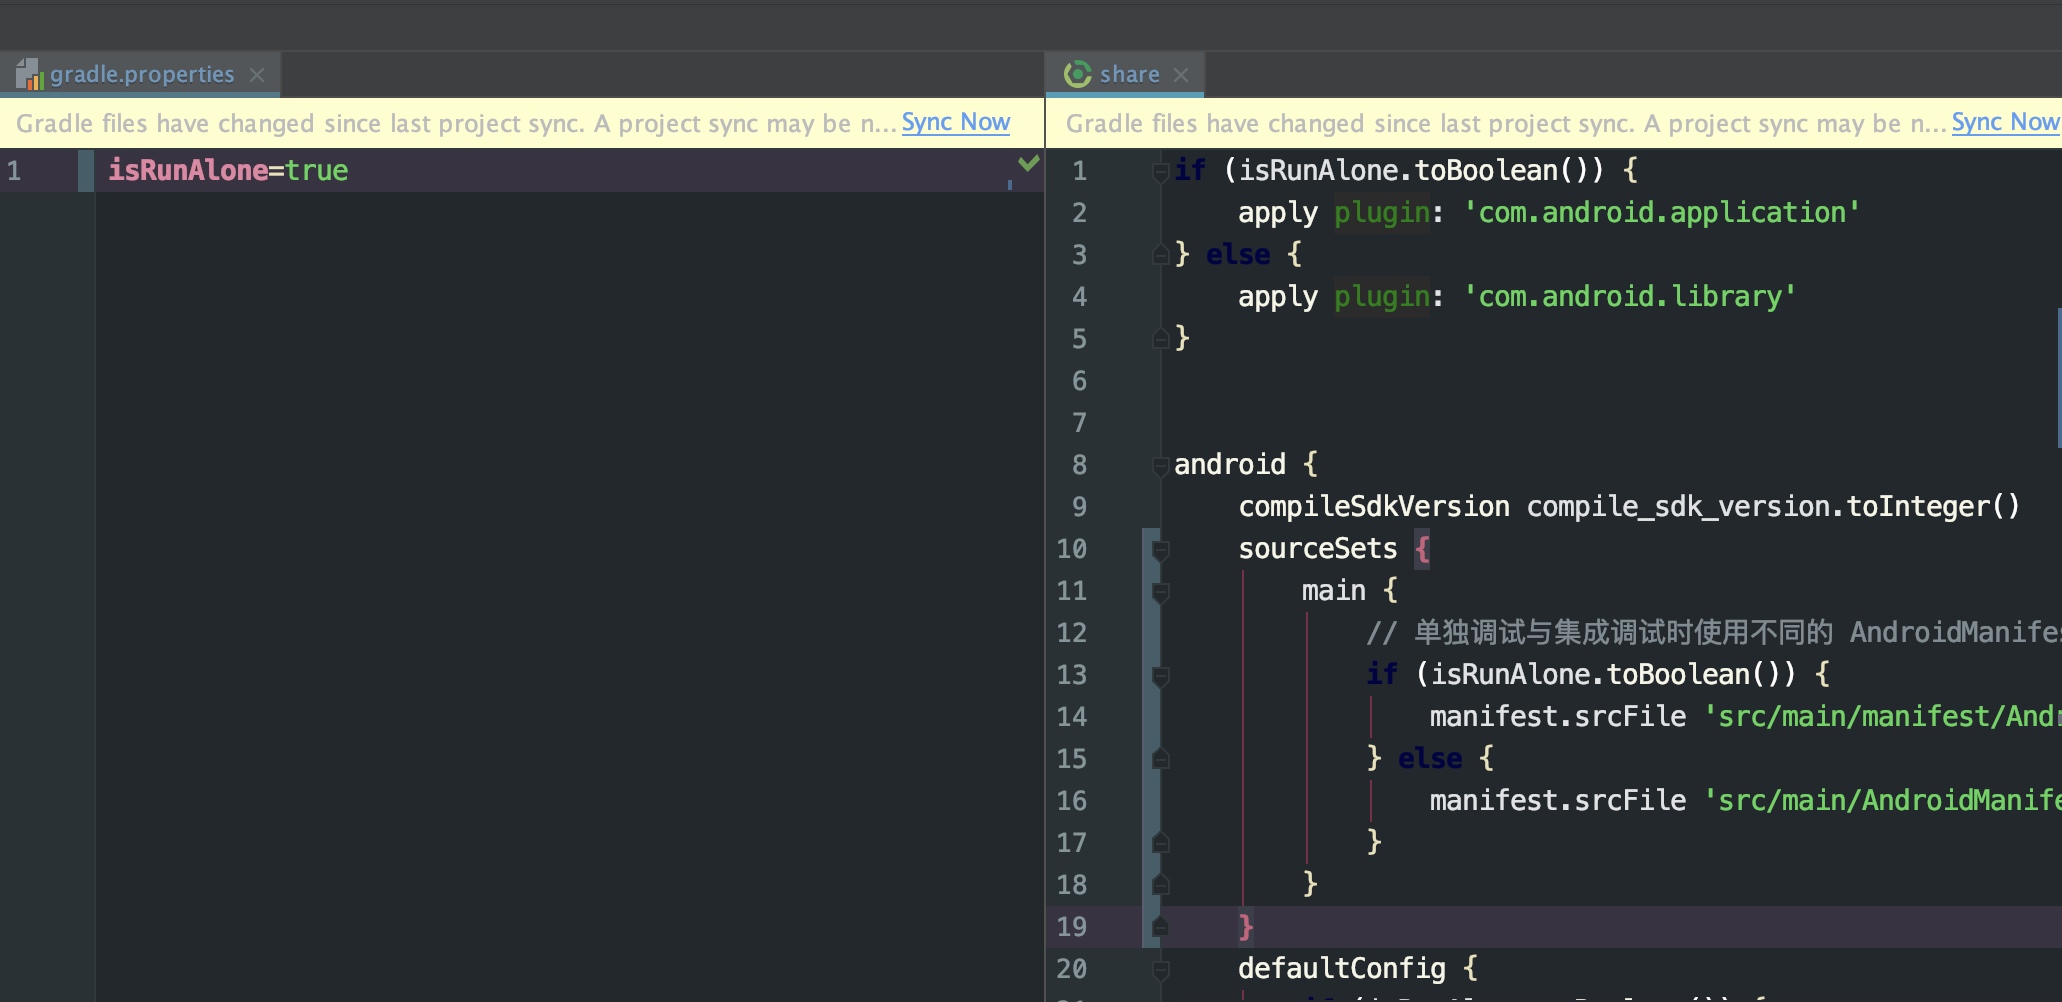 gradle.properties
Gradle files have changed since last project sync. A project sync may be n... Sync Now
1 isRunAlone=true
share
Gradle files have changed since last project sync. A project sync may be n... Sync Now
1 if (isRunAlone.toBoolean()) {
2 apply plugin: 'com.android.application'
3 } else {
4 apply plugin: 'com.android.library'
5 }
6
7
8 android {
9 compileSdkVersion compile_sdk_version.toInteger()
10 sourceSets {
11 main {
12 // 单独调试与集成调试时使用不同的 AndroidManifes
13 if (isRunAlone.toBoolean()) {
14 manifest.srcFile 'src/main/manifest/And
15 } else {
16 manifest.srcFile 'src/main/AndroidManife
17 }
18 }
19 }
20 defaultConfig {